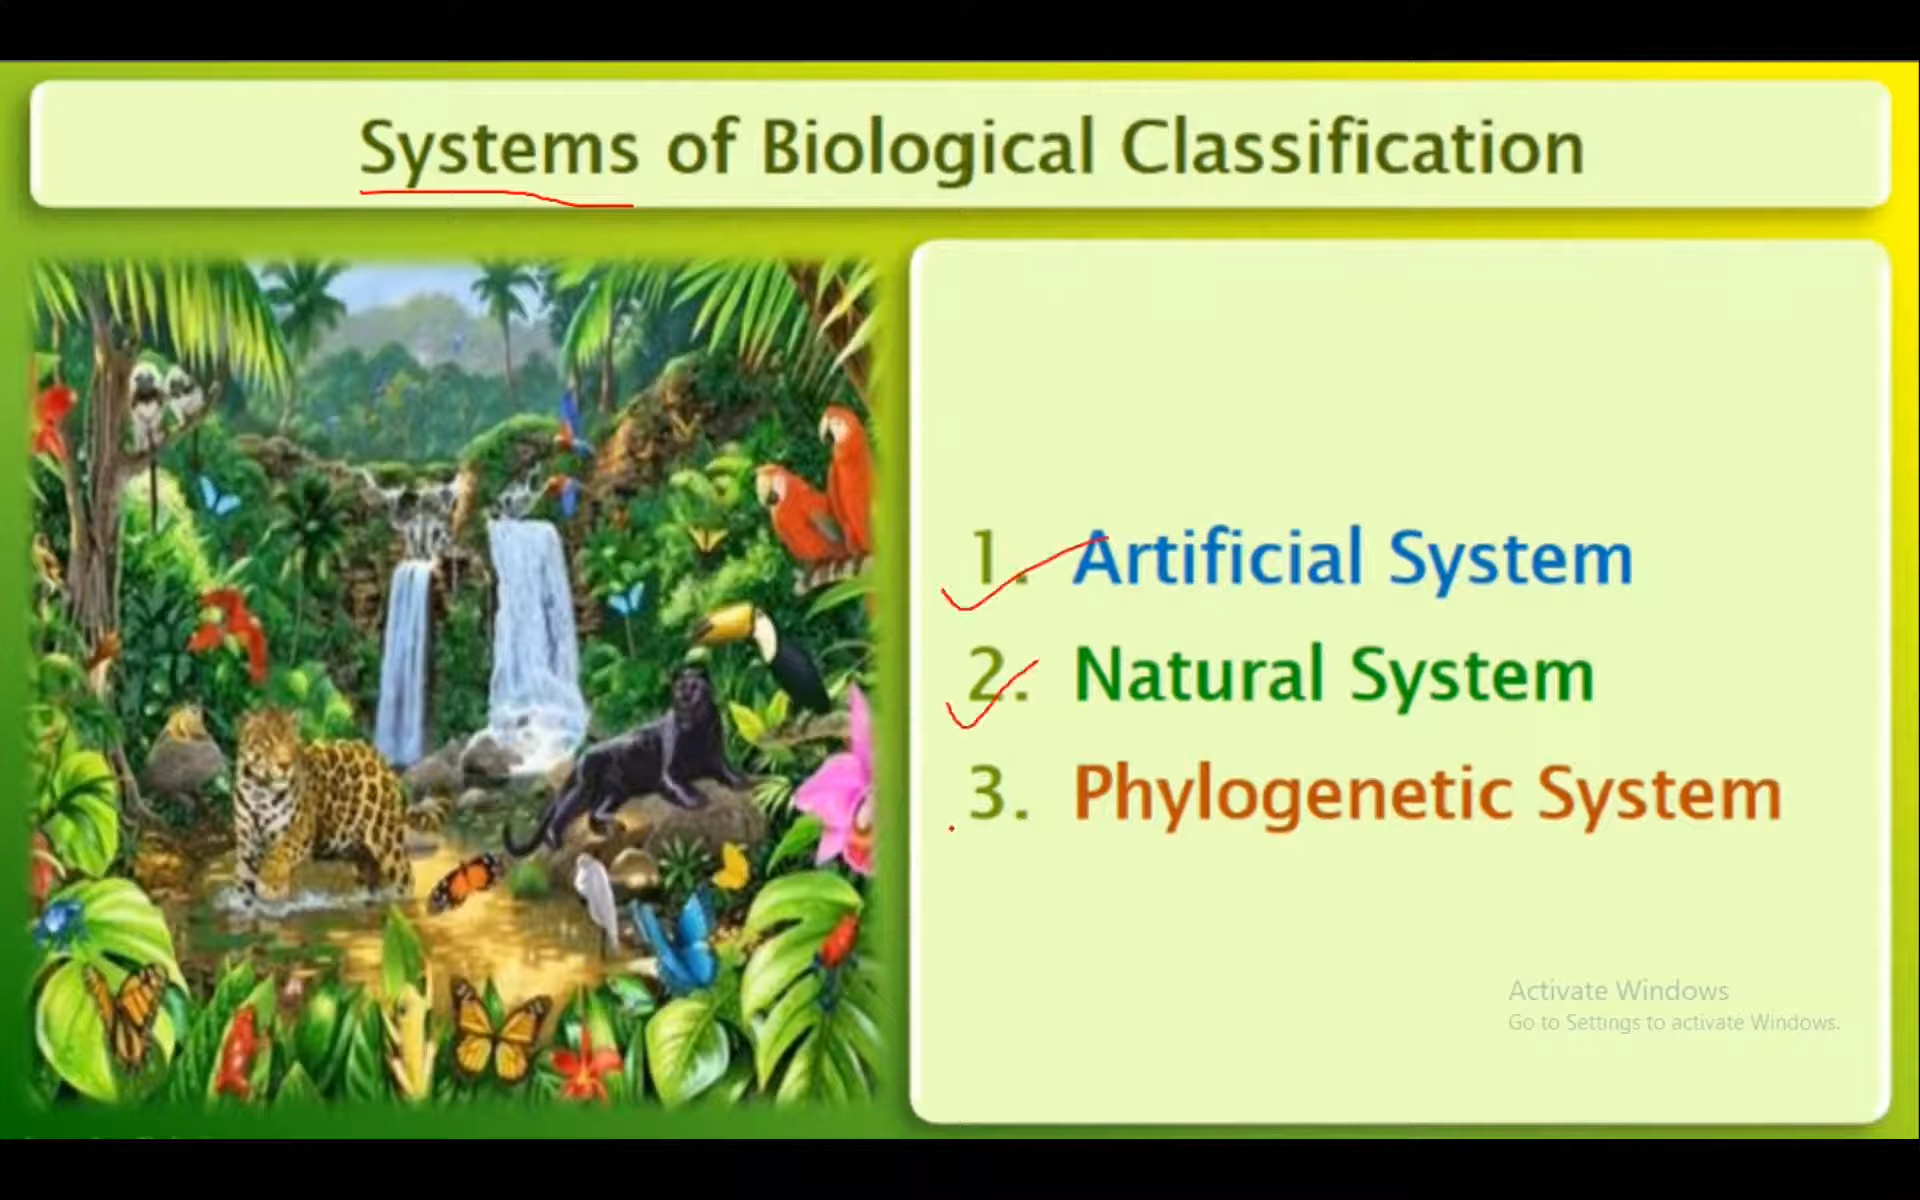 Systems of Biological Classification
1. Artificial System
2. Natural System
3. Phylogenetic System
Activate Windows
Go to Settings to activate Windows.